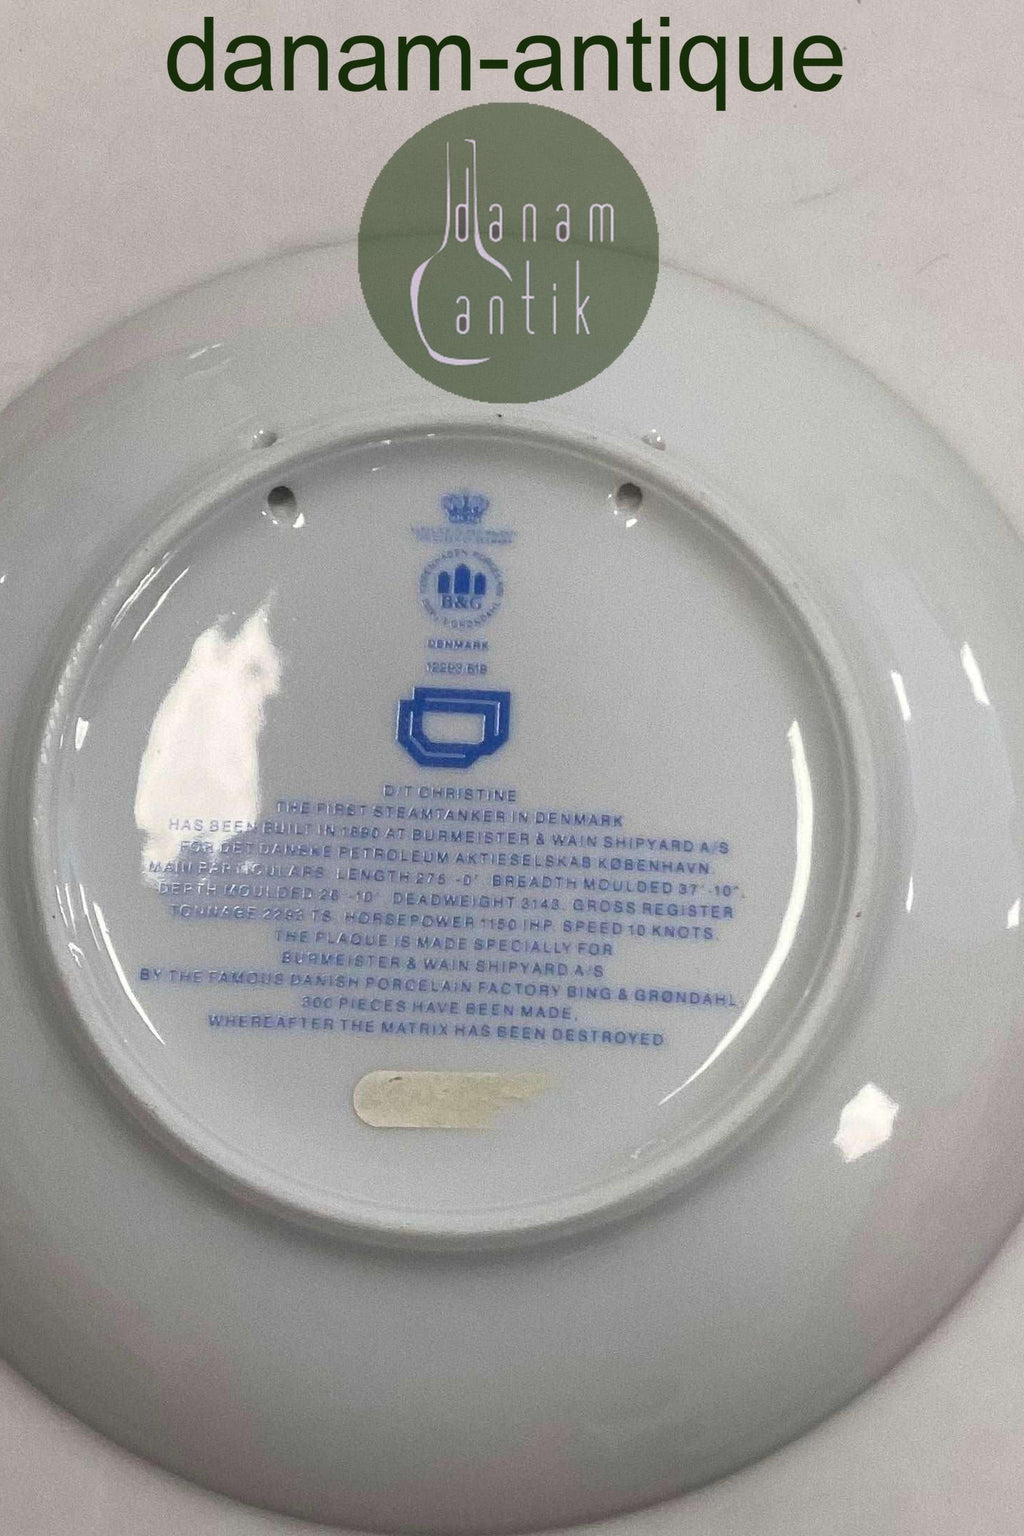 danam-antique
danam
antik
COPENHAGEN PORCELAIN
B&G
BING & GRØNDAHL
DENMARK
D/T CHRISTINE
THE FIRST STEAMTANKER IN DENMARK
HAS BEEN BUILT IN 1890 AT BURMEISTER & WAIN SHIPYARD A/S
FOR DET DANSKE PETROLEUM AKTIESELSKAB KØBENHAVN.
MAIN PARTICULARS. LENGTH 275'-0". BREADTH MOULDED 37'-10".
DEPTH MOULDED 26'-10". DEADWEIGHT 3143. GROSS REGISTER
TONNAGE 2293 TS. HORSEPOWER 1150 IHP. SPEED 10 KNOTS.
THE PLAQUE IS MADE SPECIALLY FOR
BURMEISTER & WAIN SHIPYARD A/S
BY THE FAMOUS DANISH PORCELAIN FACTORY BING & GRØNDAHL.
300 PIECES HAVE BEEN MADE,
WHEREAFTER THE MATRIX HAS BEEN DESTROYED